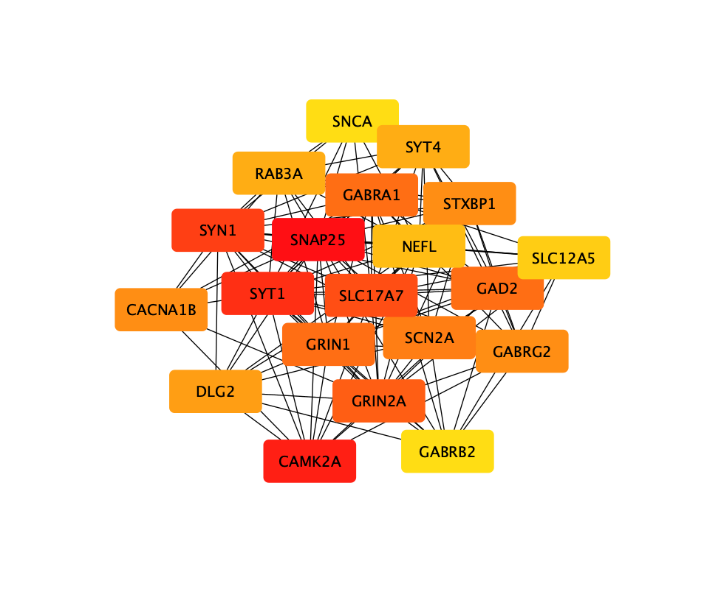 SNCA
SYT4
RAB3A
GABRA1
STXBP1
SYN1
SNAP25
NEFL
SLC12A5
SYT1
SLC17A7
GAD2
CACNA1B
GRIN1
SCN2A
GABRG2
DLG2
GRIN2A
GABRB2
CAMK2A